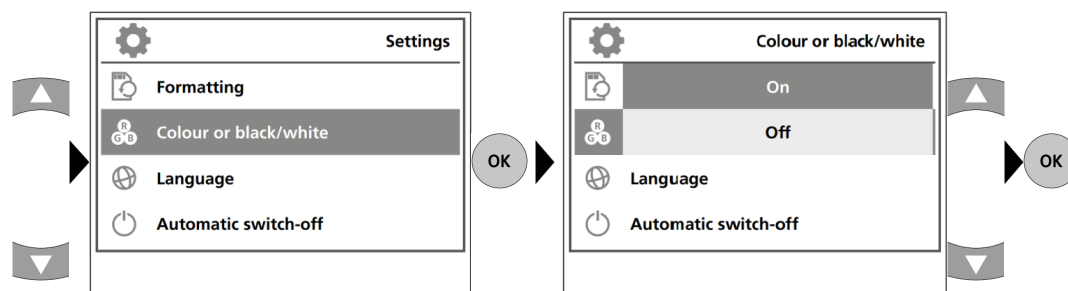 Settings
Formatting
R
G B
Colour or black/white
Language
Automatic switch-off
OK
Colour or black/white
On
R
G B
Off
Language
Automatic switch-off
OK